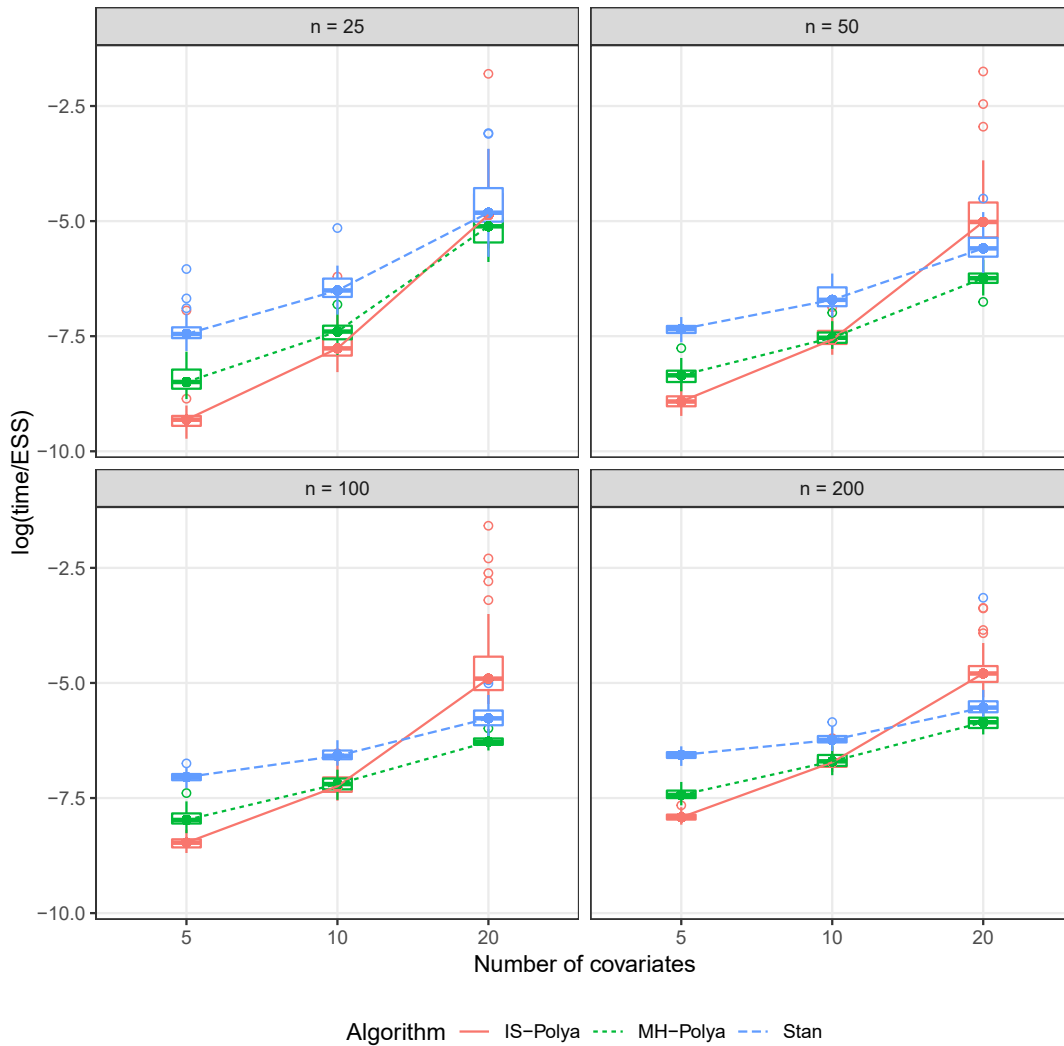 n = 25
n = 50
−2.5
−5.0
−7.5
−10.0
n = 100
n = 200
−2.5
−5.0
−7.5
−10.0
log(time/ESS)
5 10 20 5 10 20
Number of covariates
Algorithm IS−Polya MH−Polya Stan